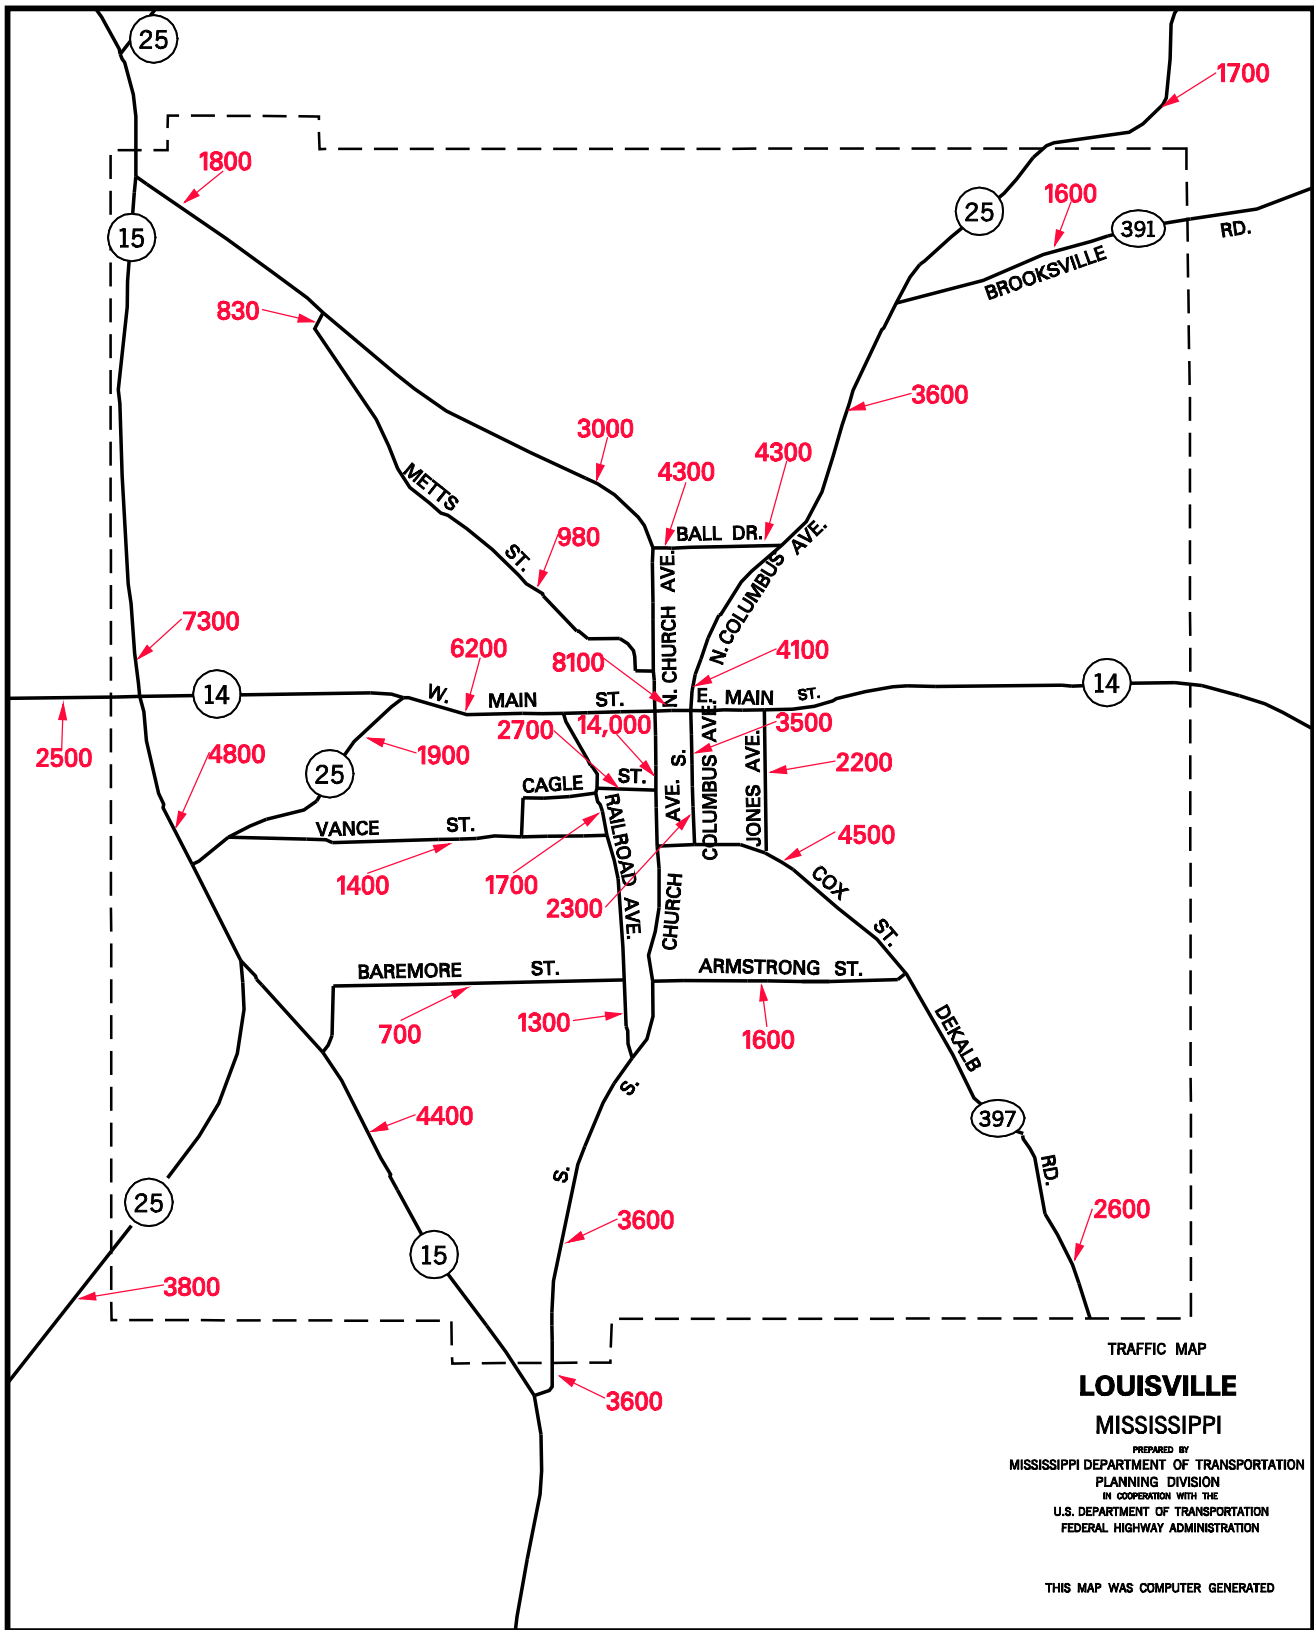 25
1700
1800
1600
25
391
RD.
15
BROOKSVILLE
830
3600
3000
4300
4300
METTS
BALL DR.
980
ST.
N. COLUMBUS AVE.
N. CHURCH AVE.
7300
6200
8100
4100
14
W. MAIN ST.
E. MAIN ST.
14
2500
4800
1900
2700
14,000
3500
2200
25
CAGLE ST.
AVE. S.
COLUMBUS AVE.
JONES AVE.
VANCE ST.
RAILROAD AVE.
4500
1400
1700
2300
COX ST.
CHURCH
BAREMORE ST.
ARMSTRONG ST.
700
1300
1600
DEKALB
S.
4400
397
S.
RD.
25
3600
2600
15
3800
3600
TRAFFIC MAP
LOUISVILLE
MISSISSIPPI
PREPARED BY
MISSISSIPPI DEPARTMENT OF TRANSPORTATION
PLANNING DIVISION
IN COOPERATION WITH THE
U.S. DEPARTMENT OF TRANSPORTATION
FEDERAL HIGHWAY ADMINISTRATION
THIS MAP WAS COMPUTER GENERATED